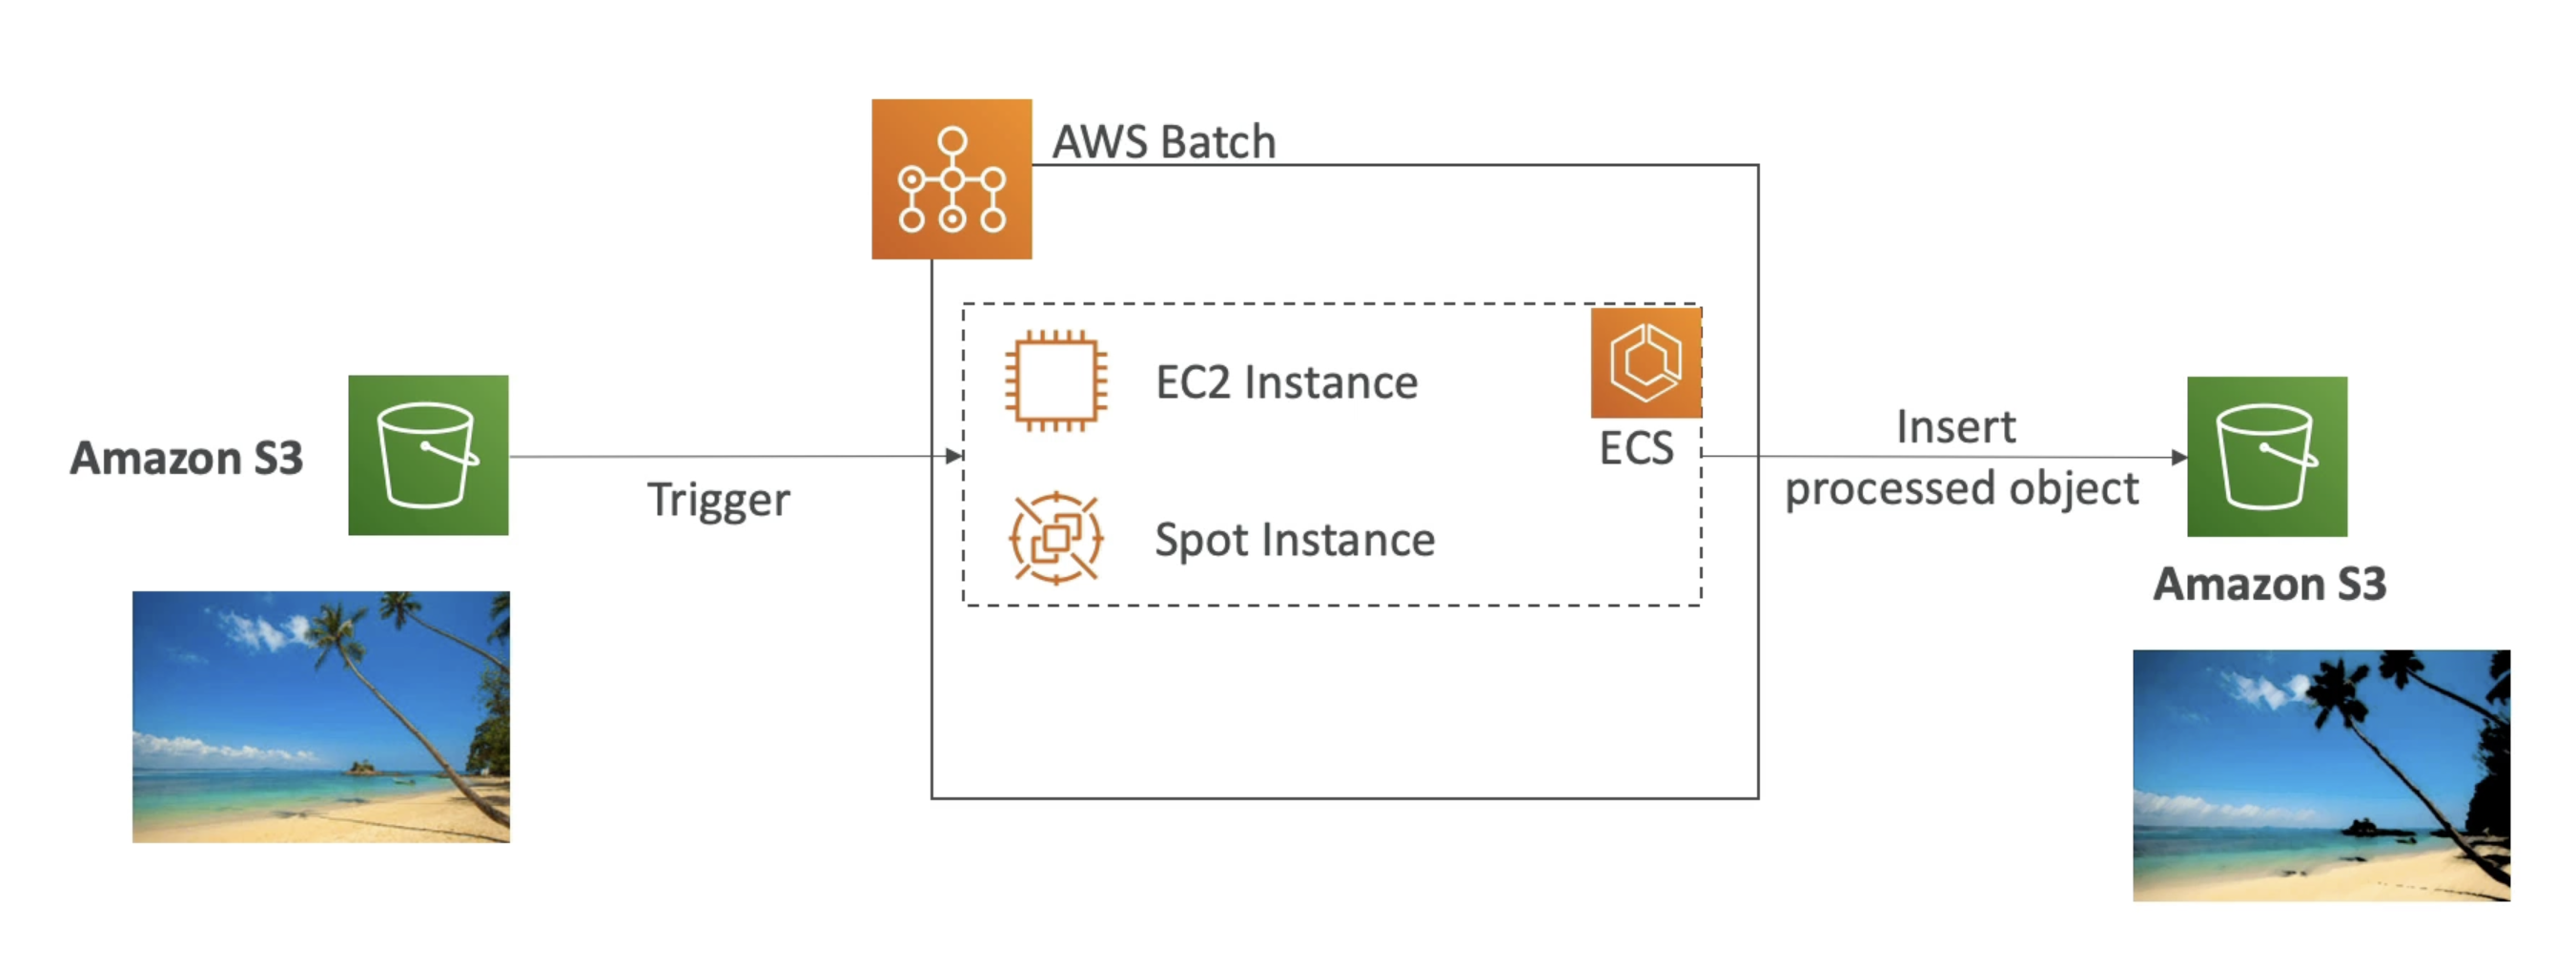 AWS Batch
EC2 Instance
ECS
Spot Instance
Amazon S3
Trigger
Insert
processed object
Amazon S3